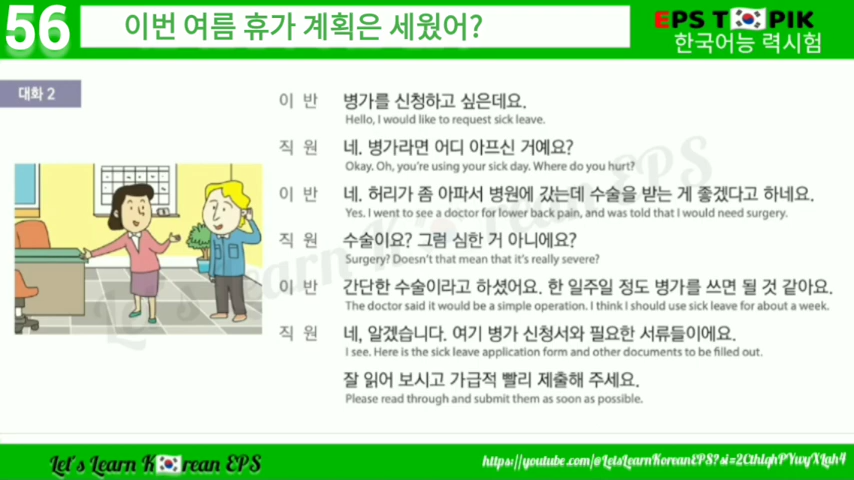 56
이번 여름 휴가 계획은 세웠어?
EPS T🇰🇷PIK
한국어능 력시험
대화 2
이 반 병가를 신청하고 싶은데요.
Hello, I would like to request sick leave.
직 원 네. 병가라면 어디 아프신 거예요?
Okay. Oh, you're using your sick day. Where do you hurt?
이 반 네. 허리가 좀 아파서 병원에 갔는데 수술을 받는 게 좋겠다고 하네요.
Yes. I went to see a doctor for lower back pain, and was told that I would need surgery.
직 원 수술이요? 그럼 심한 거 아니에요?
Surgery? Doesn't that mean that it's really severe?
이 반 간단한 수술이라고 하셨어요. 한 일주일 정도 병가를 쓰면 될 것 같아요.
The doctor said it would be a simple operation. I think I should use sick leave for about a week.
직 원 네, 알겠습니다. 여기 병가 신청서와 필요한 서류들이에요.
I see. Here is the sick leave application form and other documents to be filled out.
잘 읽어 보시고 가급적 빨리 제출해 주세요.
Please read through and submit them as soon as possible.
Let's Learn K🇰🇷rean EPS
Let's Learn K🇰🇷rean EPS